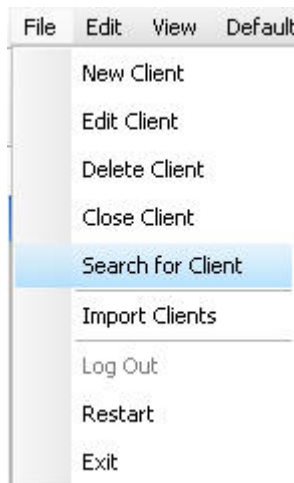 File Edit View Default
New Client
Edit Client
Delete Client
Close Client
Search for Client
Import Clients
Log Out
Restart
Exit